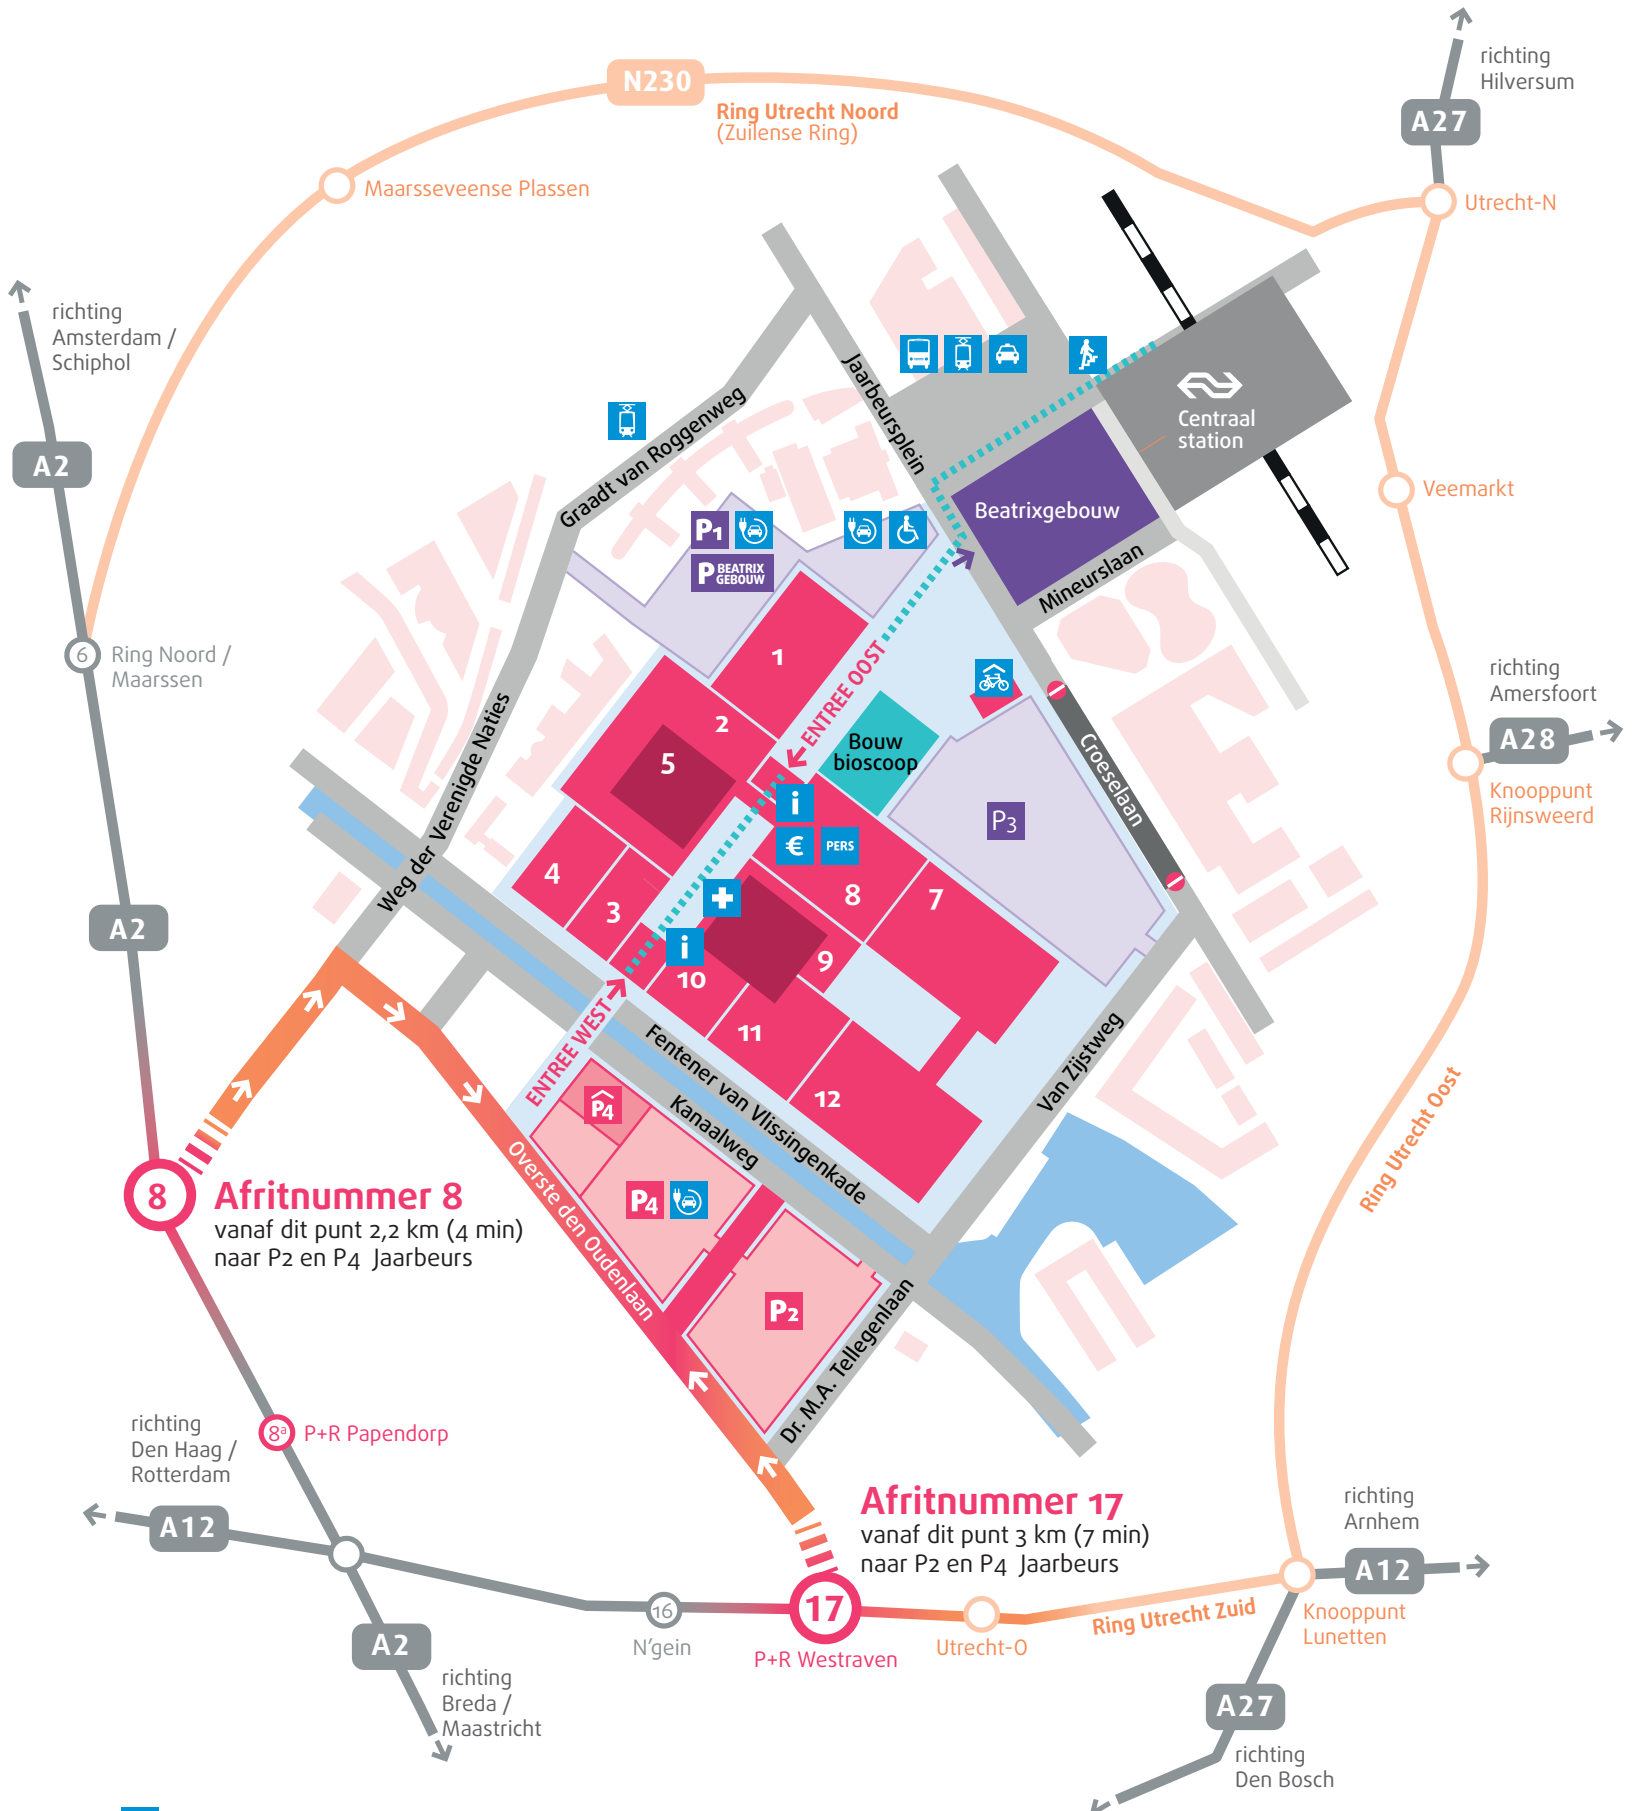 richting
Hilversum
A27
N230
Ring Utrecht Noord
(Zuilense Ring)
Maarsseveense Plassen
Utrecht-N
richting
Amsterdam /
Schiphol
A2
Graadt van Roggenweg
Jaarbeursplein
Centraal
station
Beatrixgebouw
Veemarkt
P1
P BEATRIX
GEBOUW
Mineurslaan
6
Ring Noord /
Maarssen
Weg der Verenigde Naties
1
2
5
ENTREE OOST
Bouw
bioscoop
Croeselaan
richting
Amersfoort
A28
Knooppunt
Rijnsweerd
i
€
PERS
P3
4
3
8
7
A2
i
10
9
11
12
ENTREE WEST
Fentener van Vlissingenkade
Kanaalweg
Van Zijstweg
Ring Utrecht Oost
P4
P4
Overste den Oudenlaan
8
Afritnummer 8
vanaf dit punt 2,2 km (4 min)
naar P2 en P4 Jaarbeurs
P2
Dr. M.A. Tellegenlaan
8a
P+R Papendorp
richting
Den Haag /
Rotterdam
A12
Afritnummer 17
vanaf dit punt 3 km (7 min)
naar P2 en P4 Jaarbeurs
richting
Arnhem
A12
16
N'gein
17
P+R Westraven
Utrecht-O
Ring Utrecht Zuid
Knooppunt
Lunetten
A2
richting
Breda /
Maastricht
A27
richting
Den Bosch